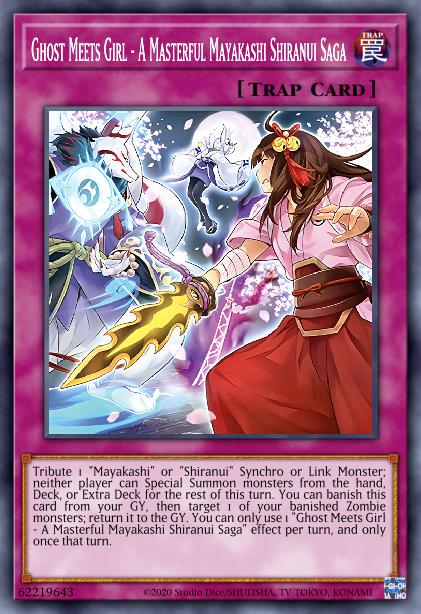 Ghost Meets Girl - A Masterful Mayakashi Shiranui Saga
TRAP
罠
[ Trap Card ]
Tribute 1 "Mayakashi" or "Shiranui" Synchro or Link Monster;
neither player can Special Summon monsters from the hand,
Deck, or Extra Deck for the rest of this turn. You can banish this
card from your GY, then target 1 of your banished Zombie
monsters; return it to the GY. You can only use 1 "Ghost Meets Girl
- A Masterful Mayakashi Shiranui Saga" effect per turn, and only
once that turn.
62219643
©2020 Studio Dice/SHUEISHA, TV TOKYO, KONAMI